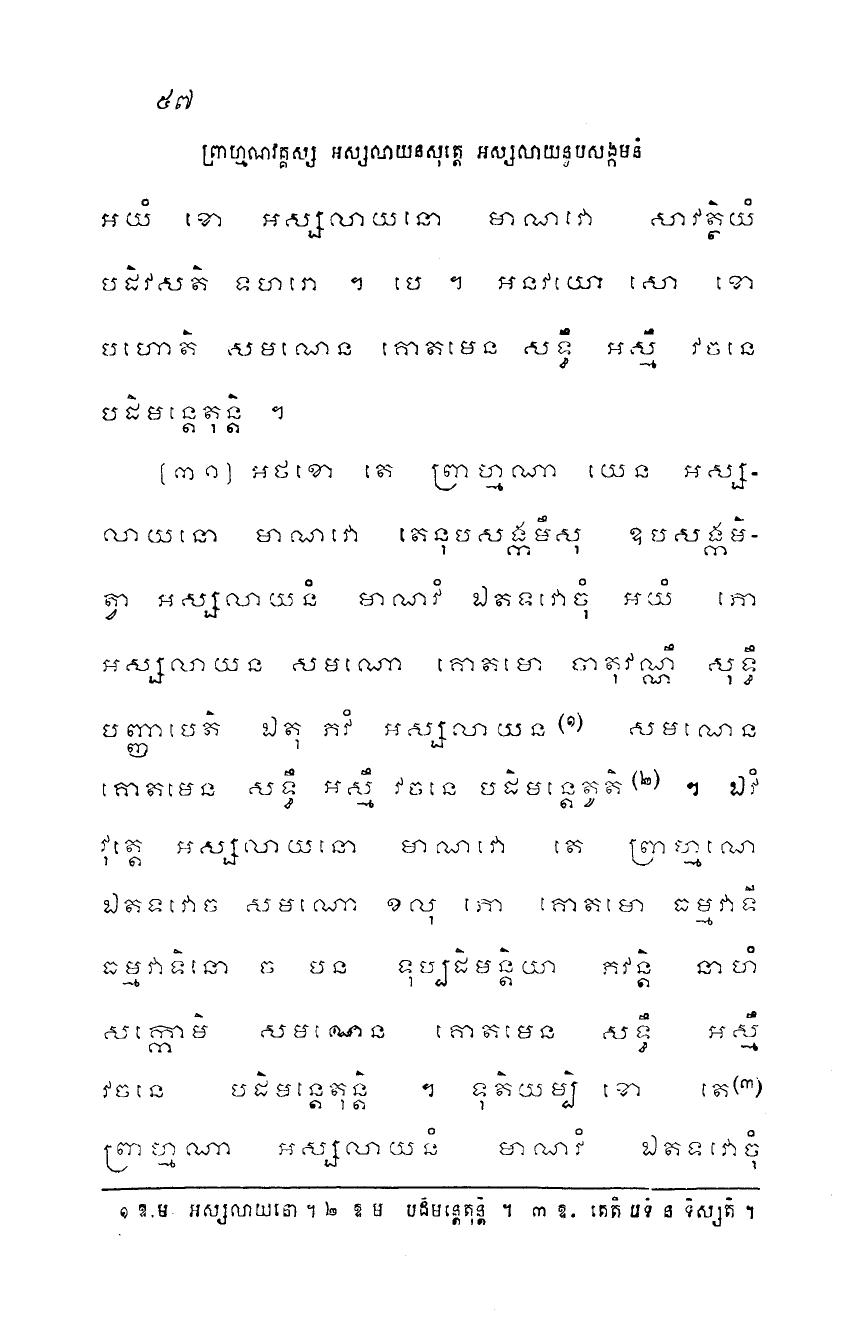 ៥៧
ព្រាហ្មណវគ្គស្ស អស្សលាយនសុត្តេ អស្សលាយនូបសង្កមនំ
អយំ ខោ អស្សលាយនោ មាណវោ សាវត្ថិយំ
បដិវសតិ ទហរោ ។ បេ ។ អនវយោ សោ ខោ
បហោតិ សមណេន គោតមេន សទ្ធឹ អស្មឹ វចនេ
បដិមន្តេតុន្តិ ។
[៣១] អថខោ តេ ព្រាហ្មណា យេន អស្ស-
លាយនោ មាណវោ តេនុបសង្កមឹសុ ឧបសង្កមិ-
ត្វា អស្សលាយនំ មាណវំ ឯតទវោចុំ អយំ ភោ
អស្សលាយន សមណោ គោតមោ ចាតុវណ្ណឹ សុទ្ធឹ
បញ្ញាបេតិ ឯតុ ភវំ អស្សលាយន(១) សមណេន
គោតមេន សទ្ធឹ អស្មឹ វចនេ បដិមន្តេតូតិ(២) ។ ឯវំ
វុត្តេ អស្សលាយនោ មាណវោ តេ ព្រាហ្មណេ
ឯតទវោច សមណោ ខលុ ភោ គោតមោ ធម្មវាទី
ធម្មវាទិនោ ច បន ទុប្បដិមន្តិយា ភវន្តិ នាហំ
សក្កោមិ សមណេន គោតមេន សទ្ធឹ អស្មឹ
វចនេ បដិមន្តេតុន្តិ ។ ទុតិយម្បិ ខោ តេ(៣)
ព្រាហ្មណា អស្សលាយនំ មាណវំ ឯតទវោចុំ
១ ឱ.ម. អស្សលាយនោ ។ ២ ឱ ម បដិមន្តេតុន្តិ ។ ៣ ឱ. តេតិ បទំ ន ទិស្សតិ ។